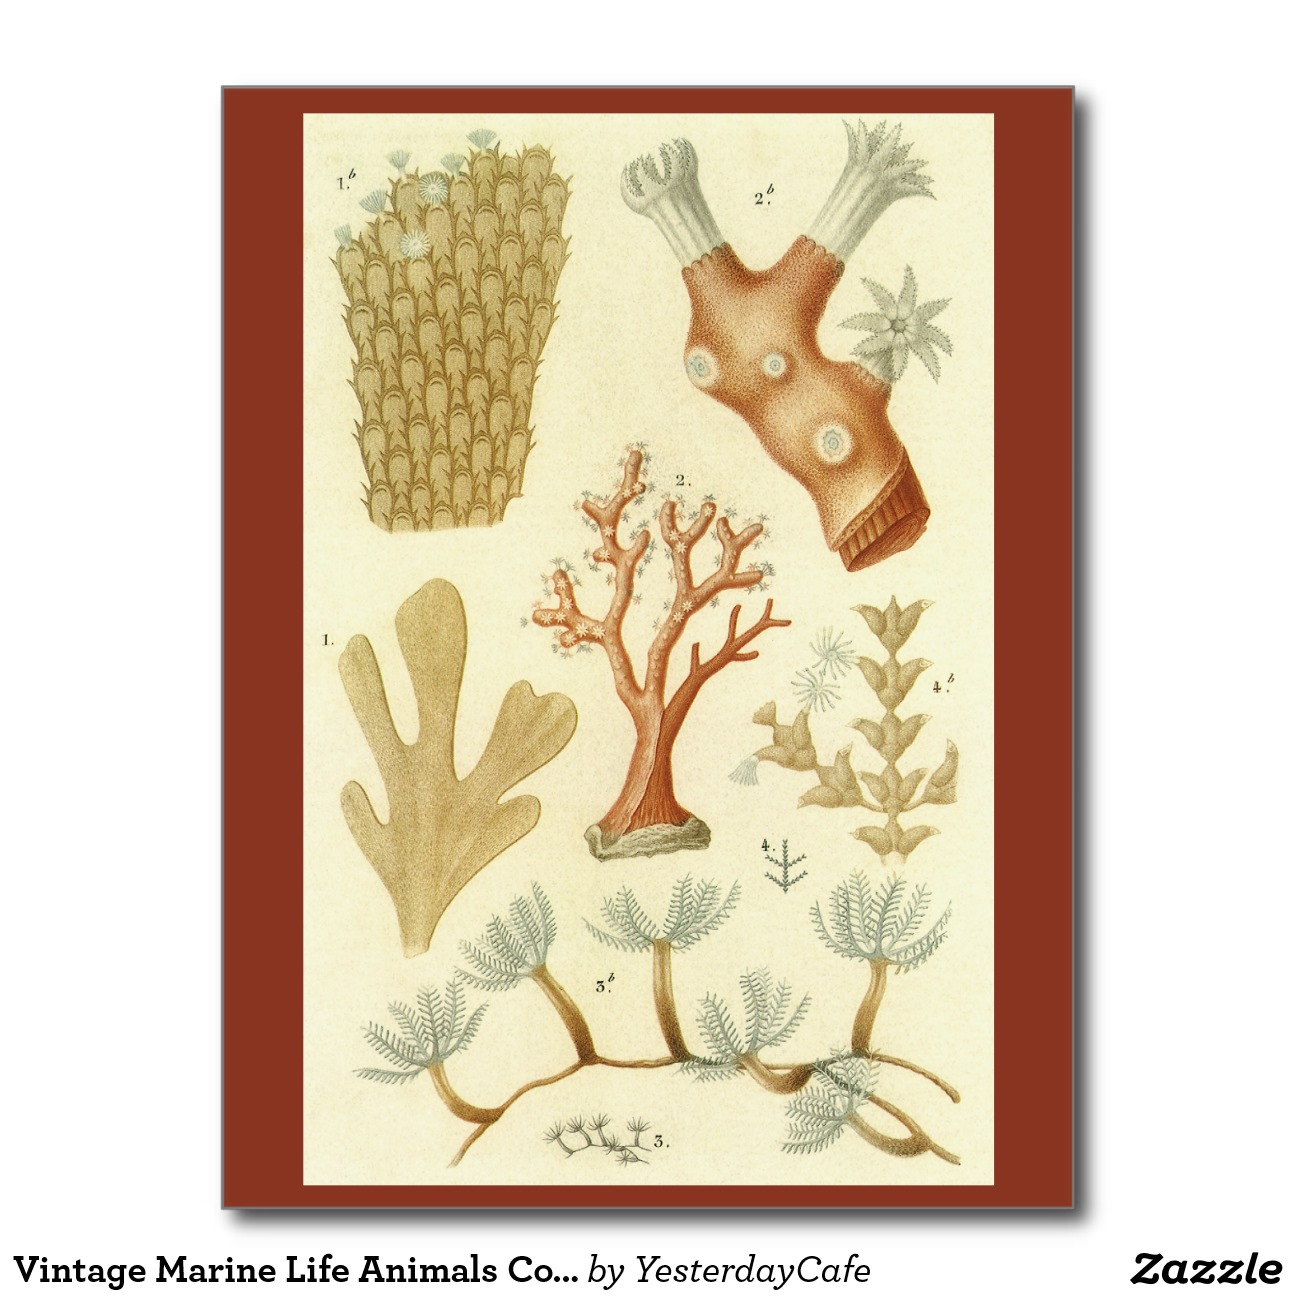 1.b
2.b
2.
1.
4.b
4.
3.b
3.
Vintage Marine Life Animals Co... by YesterdayCafe
Zazzle